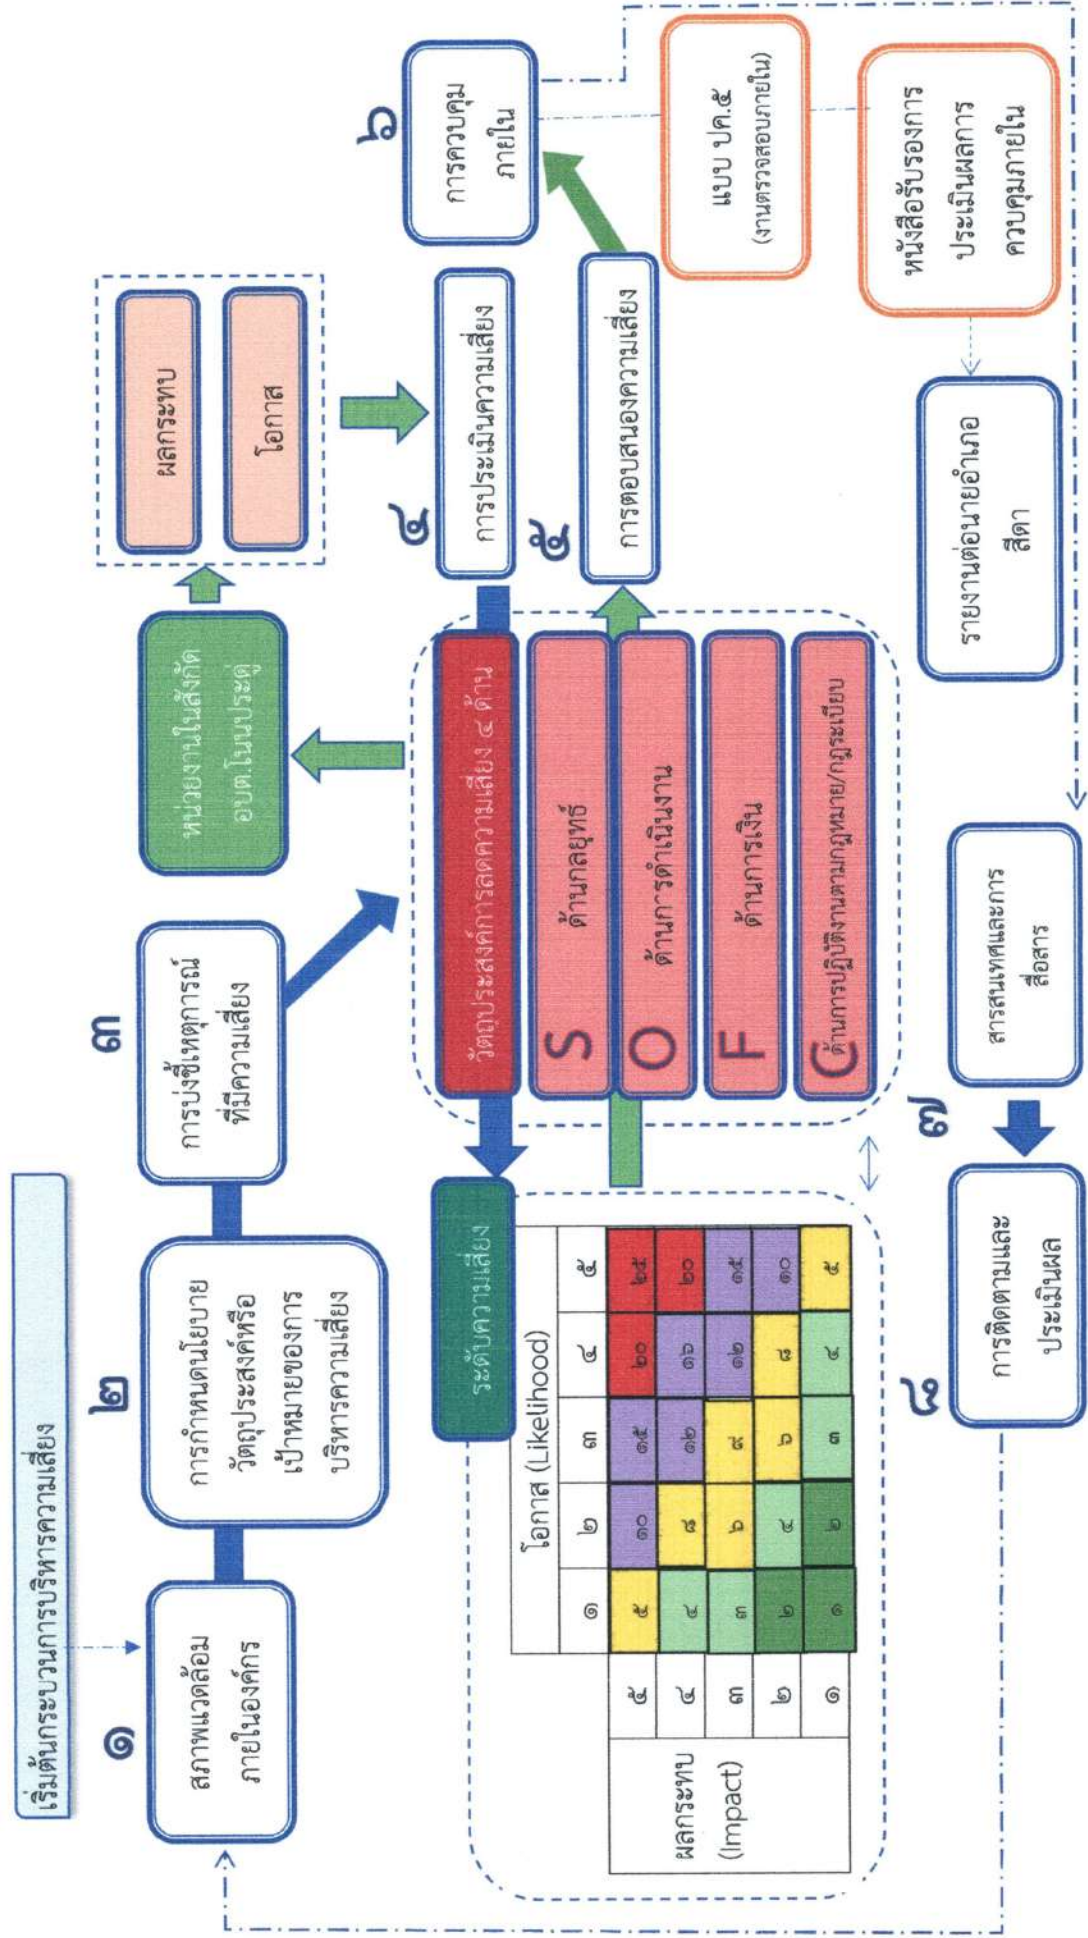 เริ่มต้นกระบวนการบริหารความเสี่ยง
๑
สภาพแวดล้อม
ภายในองค์กร
๒
การกำหนดนโยบาย
วัตถุประสงค์หรือ
เป้าหมายของการ
บริหารความเสี่ยง
๓
การบ่งชี้เหตุการณ์
ที่มีความเสี่ยง
หน่วยงานในสังกัด
อบต.โนนประดู่
ผลกระทบ
โอกาส
๔
การประเมินความเสี่ยง
วัตถุประสงค์การลดความเสี่ยง ๔ ด้าน
S ด้านกลยุทธ์
O ด้านการดำเนินงาน
F ด้านการเงิน
C ด้านการปฏิบัติงานตามกฎหมาย/กฎระเบียบ
ระดับความเสี่ยง
โอกาส (Likelihood)
๑ ๒ ๓ ๔ ๕
ผลกระทบ
(Impact)
๕ ๕ ๑๐ ๑๕ ๒๐ ๒๕
๔ ๔ ๘ ๑๒ ๑๖ ๒๐
๓ ๓ ๖ ๙ ๑๒ ๑๕
๒ ๒ ๔ ๖ ๘ ๑๐
๑ ๑ ๒ ๓ ๔ ๕
๕
การตอบสนองความเสี่ยง
๖
การควบคุม
ภายใน
แบบ ปค.๕
(งานตรวจสอบภายใน)
หนังสือรับรองการ
ประเมินผลการ
ควบคุมภายใน
รายงานต่อนายอำเภอ
สีดา
๗
สารสนเทศและการ
สื่อสาร
๘
การติดตามและ
ประเมินผล